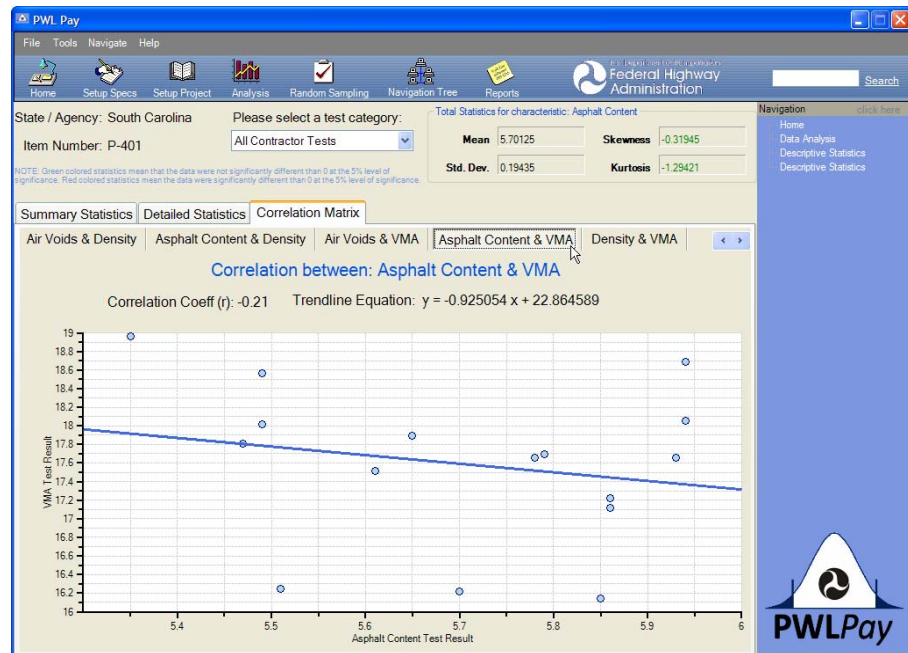 PWL Pay
File Tools Navigate Help
Home Setup Specs Setup Project Analysis Random Sampling Navigation Tree Reports
Federal Highway
Administration
Search
State / Agency: South Carolina
Item Number: P-401
Please select a test category:
All Contractor Tests
NOTE: Green colored statistics mean that the data were not significantly different than 0 at the 5% level of
significance. Red colored statistics mean the data were significantly different than 0 at the 5% level of significance.
Total Statistics for characteristic: Asphalt Content
Mean 5.70125 Skewness -0.31945
Std. Dev. 0.19435 Kurtosis -1.29421
Navigation click here
Home
Data Analysis
Descriptive Statistics
Descriptive Statistics
Summary Statistics Detailed Statistics Correlation Matrix
Air Voids & Density Asphalt Content & Density Air Voids & VMA Asphalt Content & VMA Density & VMA
Correlation between: Asphalt Content & VMA
Correlation Coeff (r): -0.21 Trendline Equation: y = -0.925054 x + 22.864589
VMA Test Result
19
18.8
18.6
18.4
18.2
18
17.8
17.6
17.4
17.2
17
16.8
16.6
16.4
16.2
16
5.4 5.5 5.6 5.7 5.8 5.9 6
Asphalt Content Test Result
PWLPay